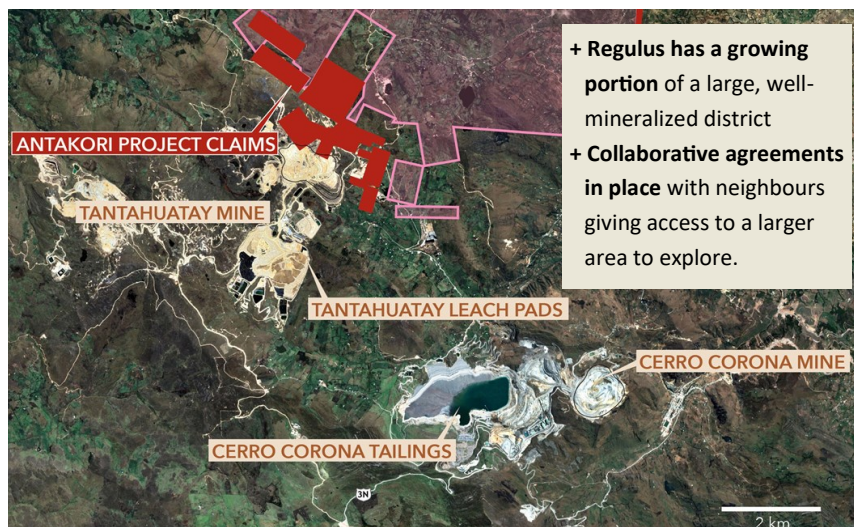 + Regulus has a growing
portion of a large, well-
mineralized district
+ Collaborative agreements
in place with neighbours
giving access to a larger
area to explore.
ANTAKORI PROJECT CLAIMS
TANTAHUATAY MINE
TANTAHUATAY LEACH PADS
CERRO CORONA MINE
CERRO CORONA TAILINGS
3N
2 km